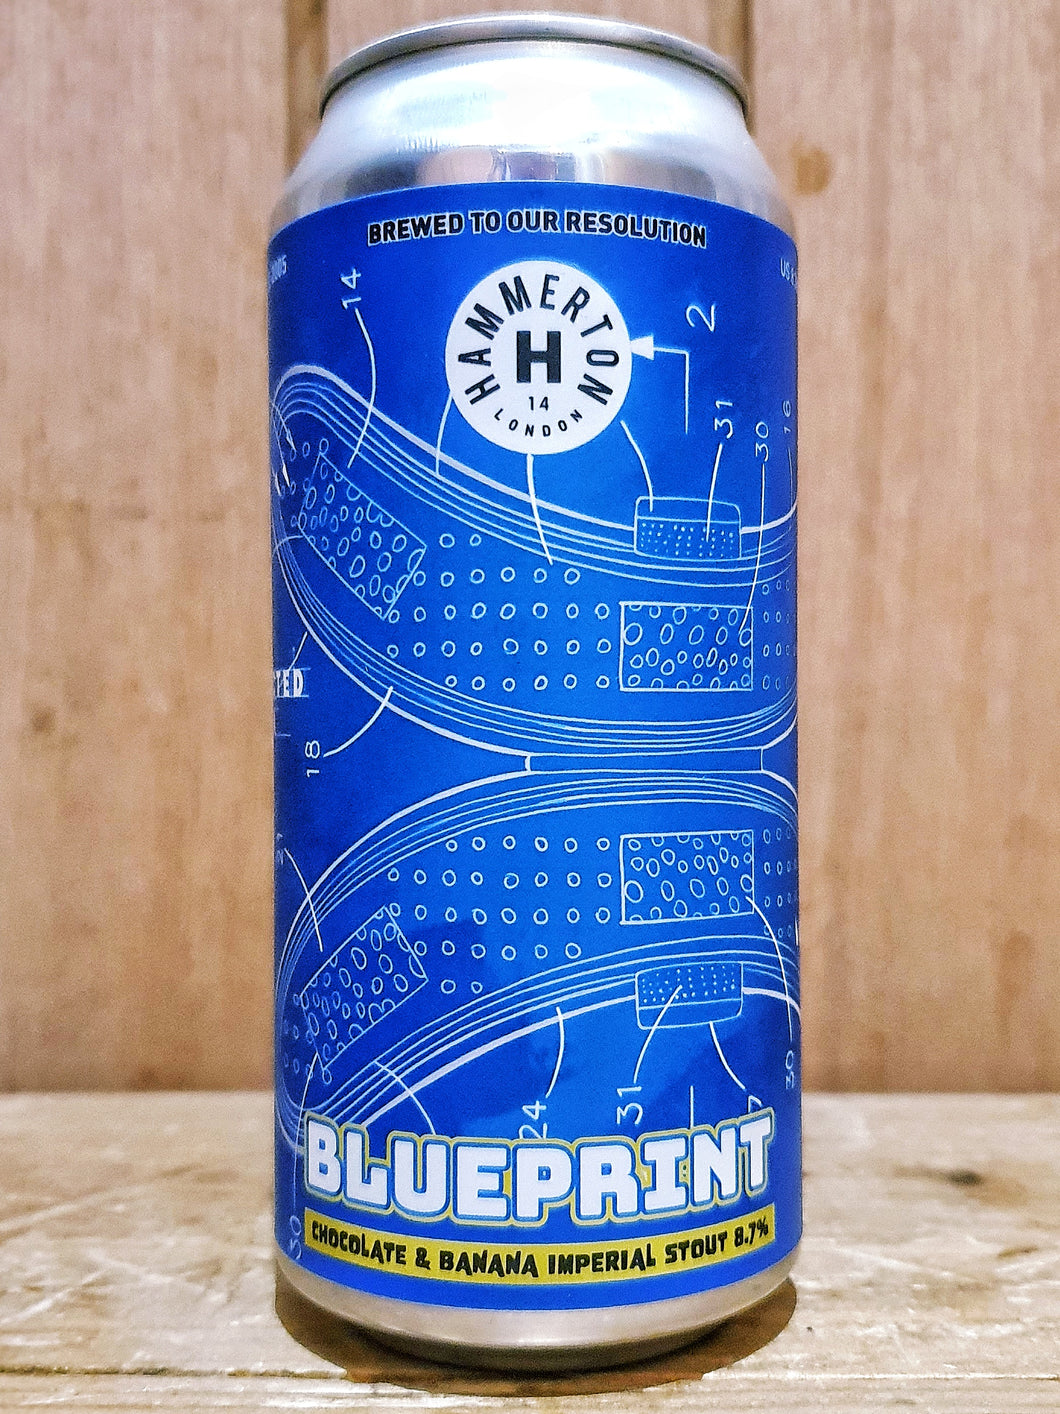 BREWED TO OUR RESOLUTION
HAMMERTON
H
14
LONDON
14
2
31
30
16
18
24
31
30
30
BLUEPRINT
CHOCOLATE & BANANA IMPERIAL STOUT 8.7%